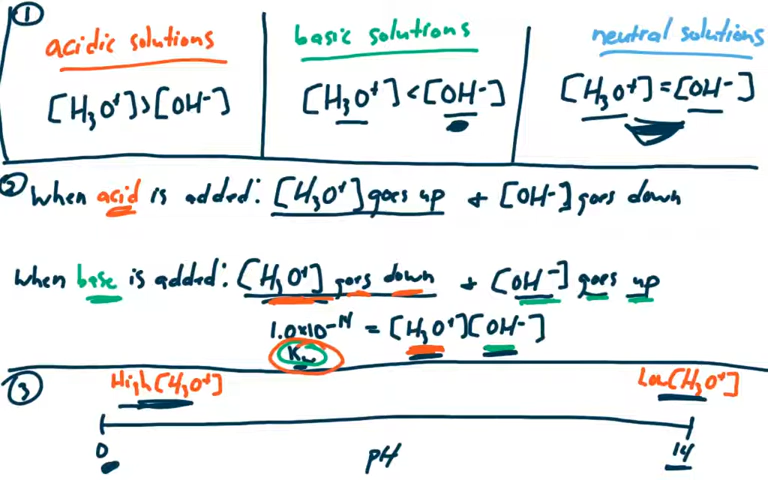 ①
acidic solutions
[H₃O⁺]>[OH⁻]
basic solutions
[H₃O⁺]<[OH⁻]
neutral solutions
[H₃O⁺]=[OH⁻]
② When acid is added: [H₃O⁺] goes up + [OH⁻] goes down
When base is added: [H₃O⁺] goes down + [OH⁻] goes up
1.0x10⁻¹⁴ = [H₃O⁺][OH⁻]
Kw
③
High [H₃O⁺]
Low [H₃O⁺]
0 pH 14